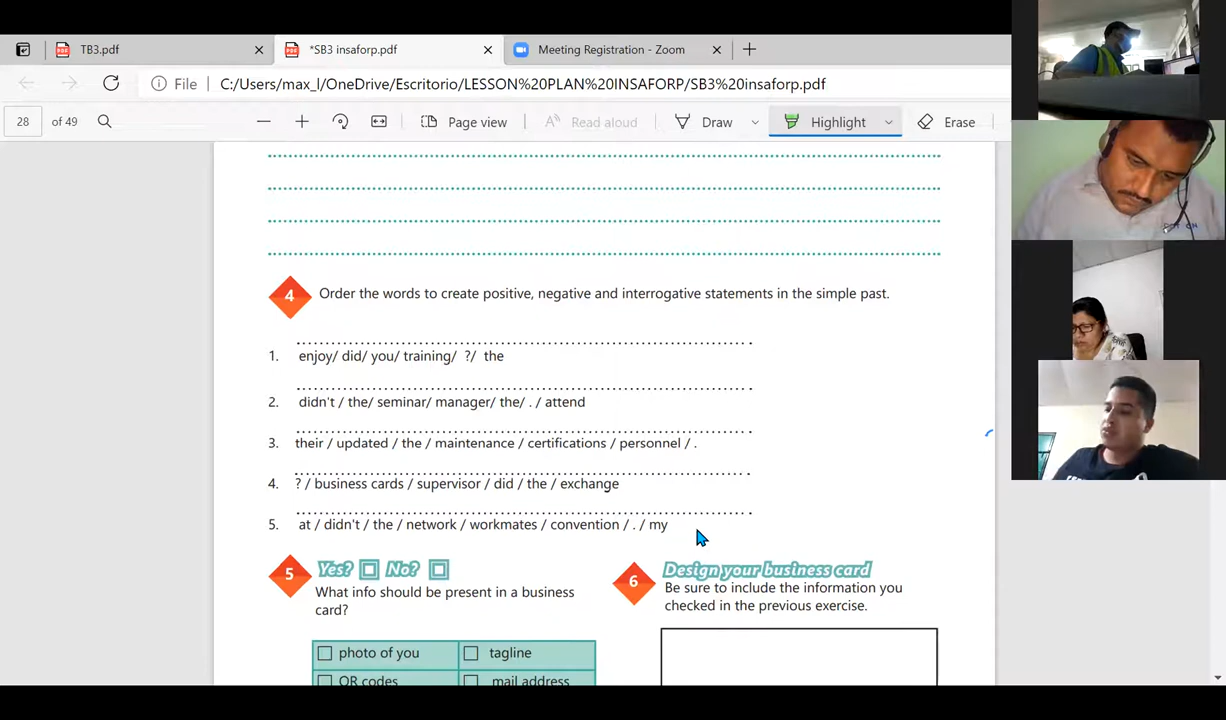 TB3.pdf
*SB3 insaforp.pdf
Meeting Registration - Zoom
File
C:/Users/max_l/OneDrive/Escritorio/LESSON%20PLAN%20INSAFORP/SB3%20insaforp.pdf
28 of 49
Page view
Read aloud
Draw
Highlight
Erase
4 Order the words to create positive, negative and interrogative statements in the simple past.
1. enjoy/ did/ you/ training/ ?/ the
2. didn't / the/ seminar/ manager/ the/ . / attend
3. their / updated / the / maintenance / certifications / personnel / .
4. ? / business cards / supervisor / did / the / exchange
5. at / didn't / the / network / workmates / convention / . / my
5 Yes? No?
What info should be present in a business
card?
photo of you
tagline
QR codes
mail address
6 Design your business card
Be sure to include the information you
checked in the previous exercise.